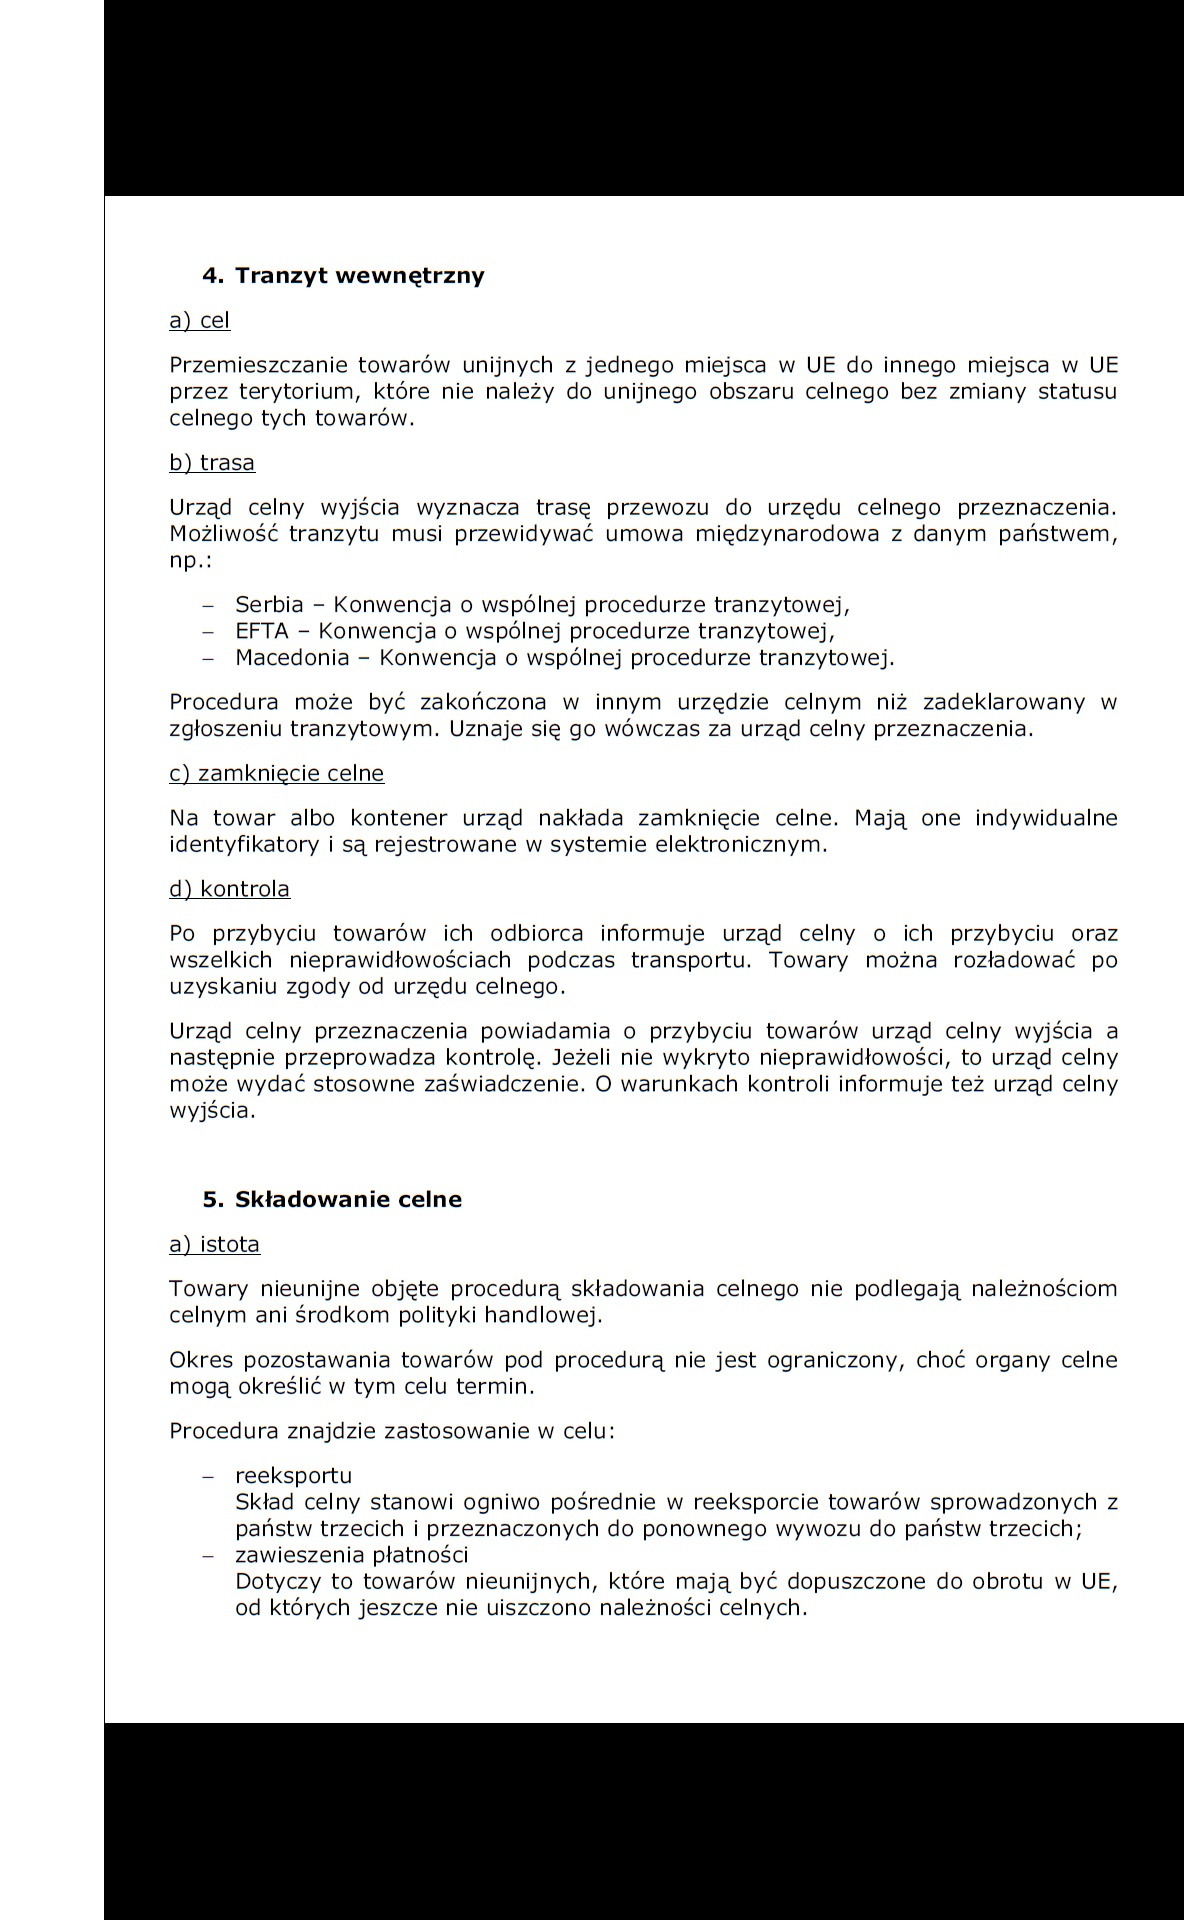 4. Tranzyt wewnętrzny
a) cel
Przemieszczanie towarów unijnych z jednego miejsca w UE do innego miejsca w UE
przez terytorium, które nie należy do unijnego obszaru celnego bez zmiany statusu
celnego tych towarów.
b) trasa
Urząd celny wyjścia wyznacza trasę przewozu do urzędu celnego przeznaczenia.
Możliwość tranzytu musi przewidywać umowa międzynarodowa z danym państwem,
np.:
– Serbia – Konwencja o wspólnej procedurze tranzytowej,
– EFTA – Konwencja o wspólnej procedurze tranzytowej,
– Macedonia – Konwencja o wspólnej procedurze tranzytowej.
Procedura może być zakończona w innym urzędzie celnym niż zadeklarowany w
zgłoszeniu tranzytowym. Uznaje się go wówczas za urząd celny przeznaczenia.
c) zamknięcie celne
Na towar albo kontener urząd nakłada zamknięcie celne. Mają one indywidualne
identyfikatory i są rejestrowane w systemie elektronicznym.
d) kontrola
Po przybyciu towarów ich odbiorca informuje urząd celny o ich przybyciu oraz
wszelkich nieprawidłowościach podczas transportu. Towary można rozładować po
uzyskaniu zgody od urzędu celnego.
Urząd celny przeznaczenia powiadamia o przybyciu towarów urząd celny wyjścia a
następnie przeprowadza kontrolę. Jeżeli nie wykryto nieprawidłowości, to urząd celny
może wydać stosowne zaświadczenie. O warunkach kontroli informuje też urząd celny
wyjścia.
5. Składowanie celne
a) istota
Towary nieunijne objęte procedurą składowania celnego nie podlegają należnościom
celnym ani środkom polityki handlowej.
Okres pozostawania towarów pod procedurą nie jest ograniczony, choć organy celne
mogą określić w tym celu termin.
Procedura znajdzie zastosowanie w celu:
– reeksportu
Skład celny stanowi ogniwo pośrednie w reeksporcie towarów sprowadzonych z
państw trzecich i przeznaczonych do ponownego wywozu do państw trzecich;
– zawieszenia płatności
Dotyczy to towarów nieunijnych, które mają być dopuszczone do obrotu w UE,
od których jeszcze nie uiszczono należności celnych.